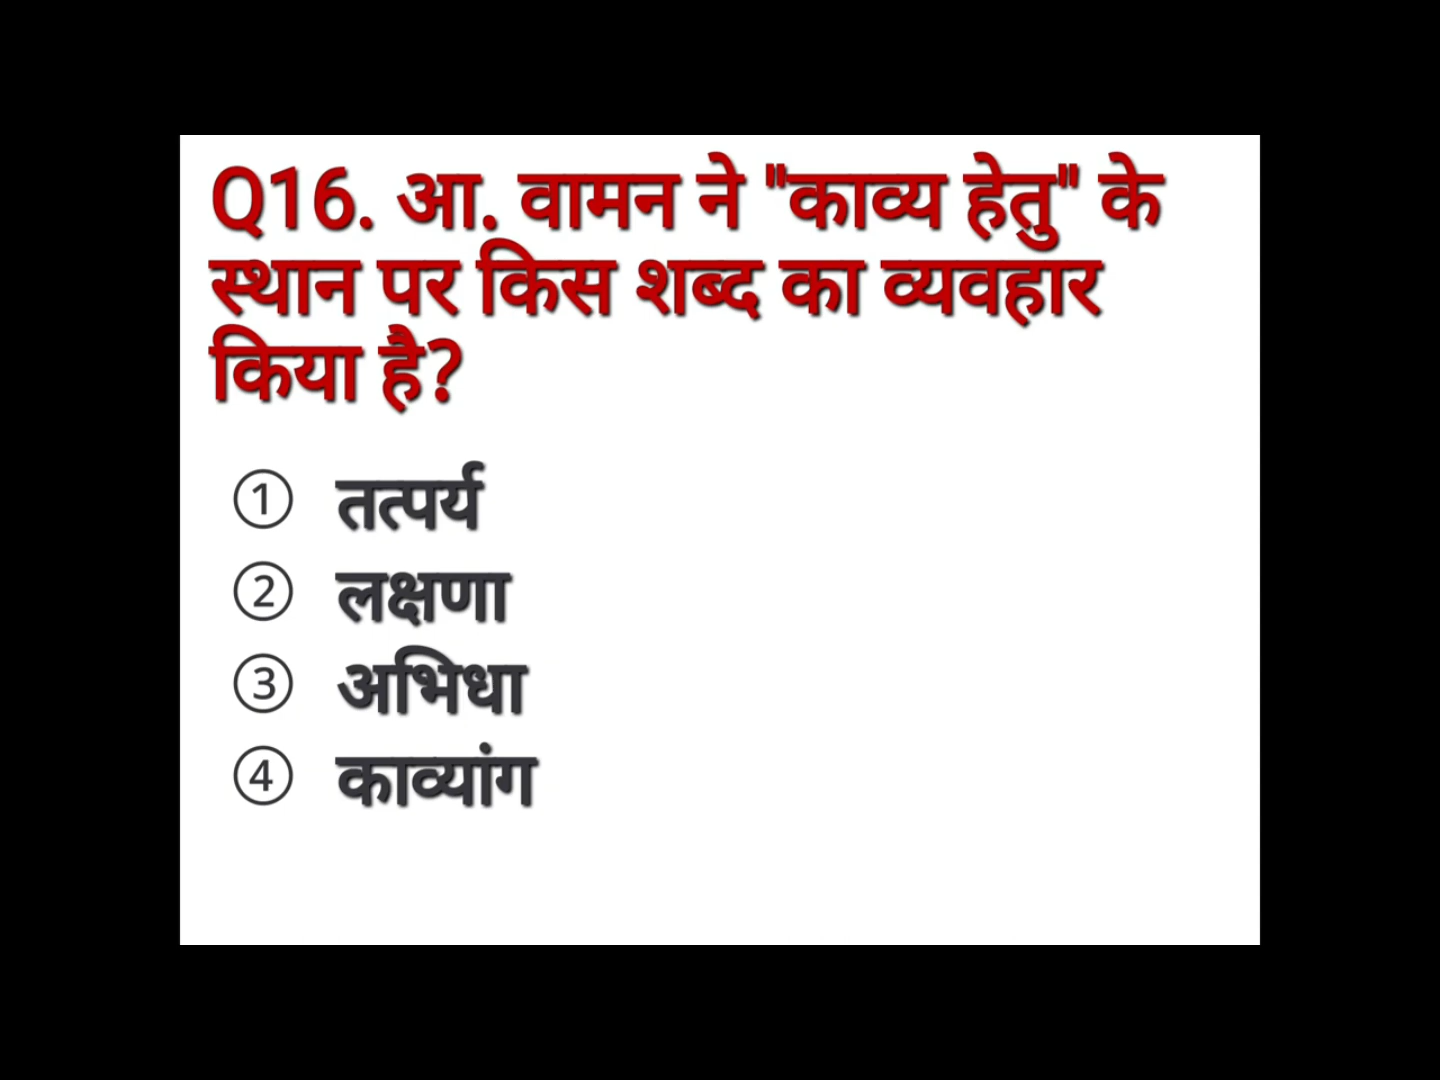 Q16. आ. वामन ने "काव्य हेतु" के
स्थान पर किस शब्द का व्यवहार
किया है?
① तत्पर्य
② लक्षणा
③ अभिधा
④ काव्यांग